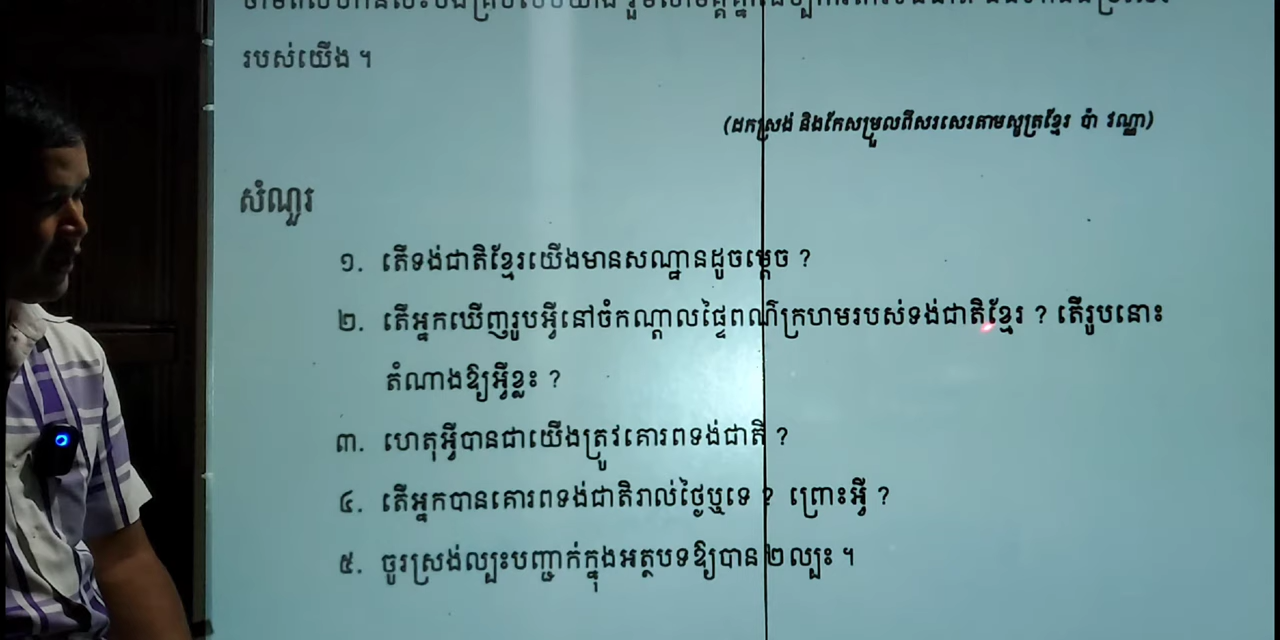 របស់យើង ។
(ដកស្រង់ និងកែសម្រួលពីសរសេរតាមសូត្រខ្មែរ ប៉ា វណ្ណា)
សំណួរ
១. តើទង់ជាតិខ្មែរយើងមានសណ្ឋានដូចម្ដេច ?
២. តើអ្នកឃើញរូបអ្វីនៅចំកណ្ដាលផ្ទៃពណ៌ក្រហមរបស់ទង់ជាតិខ្មែរ ? តើរូបនោះ
តំណាងឱ្យអ្វីខ្លះ ?
៣. ហេតុអ្វីបានជាយើងត្រូវគោរពទង់ជាតិ ?
៤. តើអ្នកបានគោរពទង់ជាតិរាល់ថ្ងៃឬទេ ? ព្រោះអ្វី ?
៥. ចូរស្រង់ល្បះបញ្ជាក់ក្នុងអត្ថបទឱ្យបាន ២ល្បះ ។